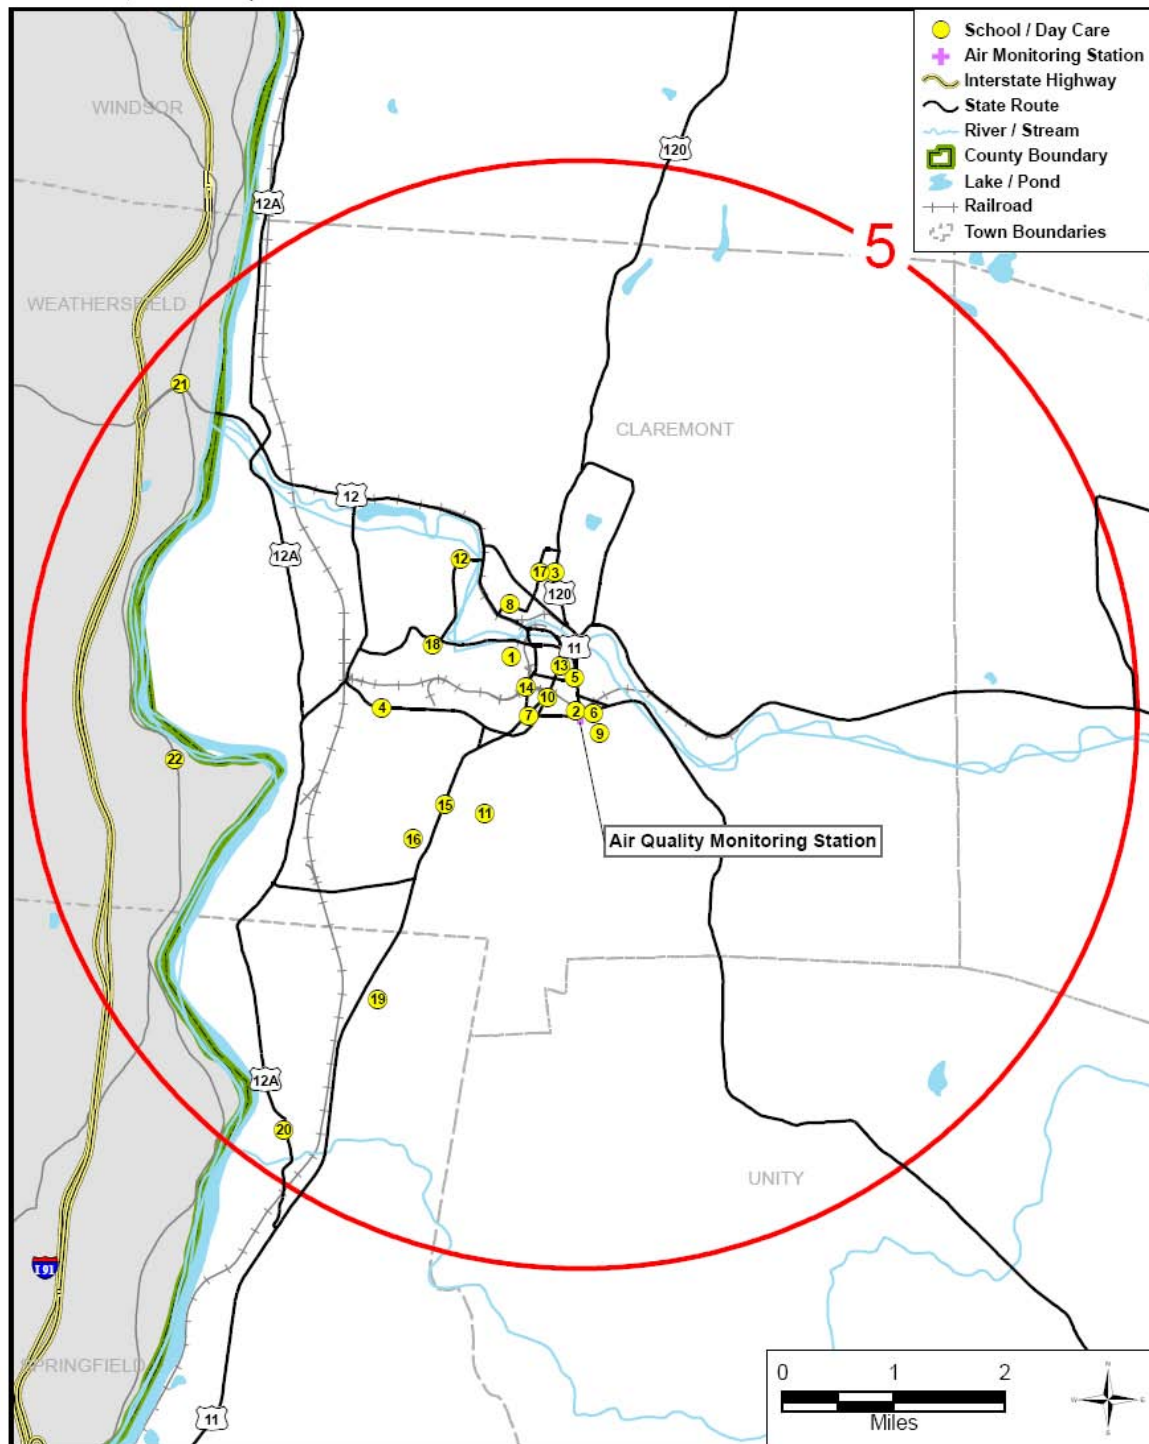 School / Day Care
Air Monitoring Station
Interstate Highway
State Route
River / Stream
County Boundary
Lake / Pond
Railroad
Town Boundaries
WINDSOR
120
12A
5
WEATHERSFIELD
21
CLAREMONT
12
12A
12
17
3
120
8
18
11
1
13
5
14
10
4
7
2
6
9
22
15
11
16
Air Quality Monitoring Station
19
12A
20
UNITY
I 91
SPRINGFIELD
11
0 1 2
Miles
N
W
E
S